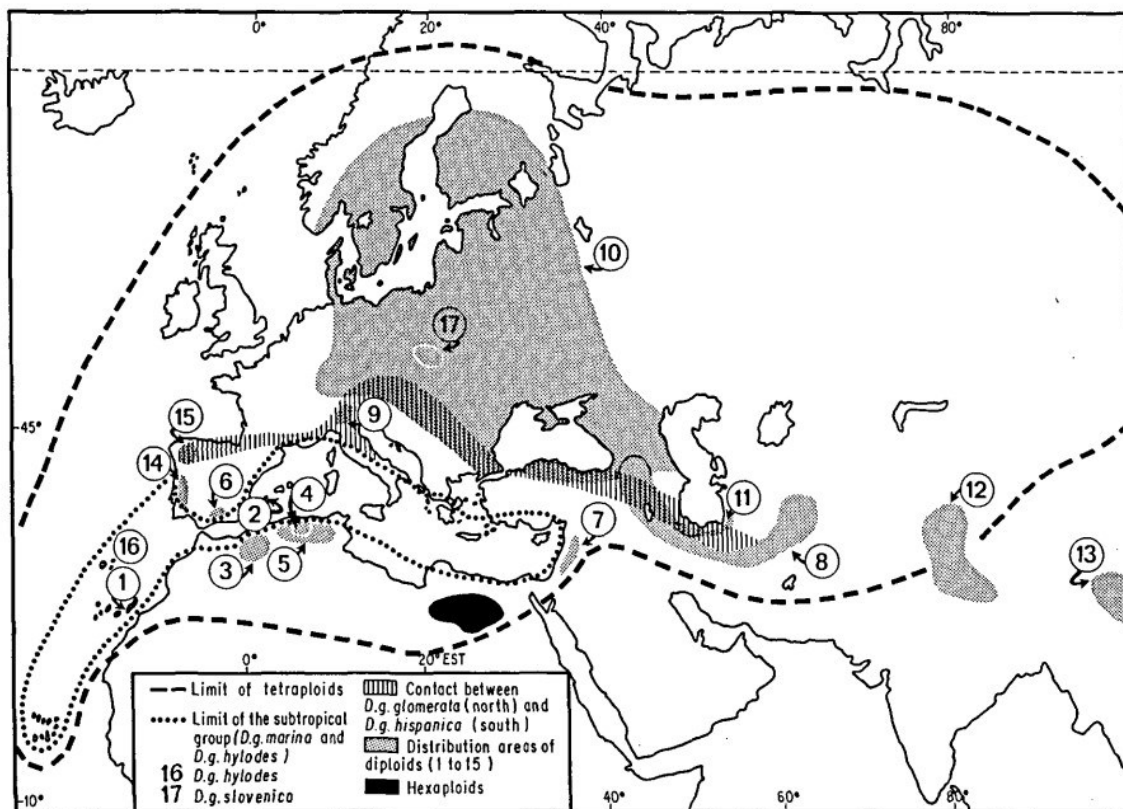 0° 20° 40° 80°
10
17
45°
15
9
14
6
2
4
11
12
7
16
13
3
5
8
1
0° 20° EST
Limit of tetraploids
Limit of the subtropical
group (D.g. marina and
D.g. hylodes)
16 D.g. hylodes
17 D.g. slovenica
Contact between
D.g. glomerata (north) and
D.g. hispanica (south)
Distribution areas of
diploids (1 to 15)
Hexaploids
10° 40° 60° 80°